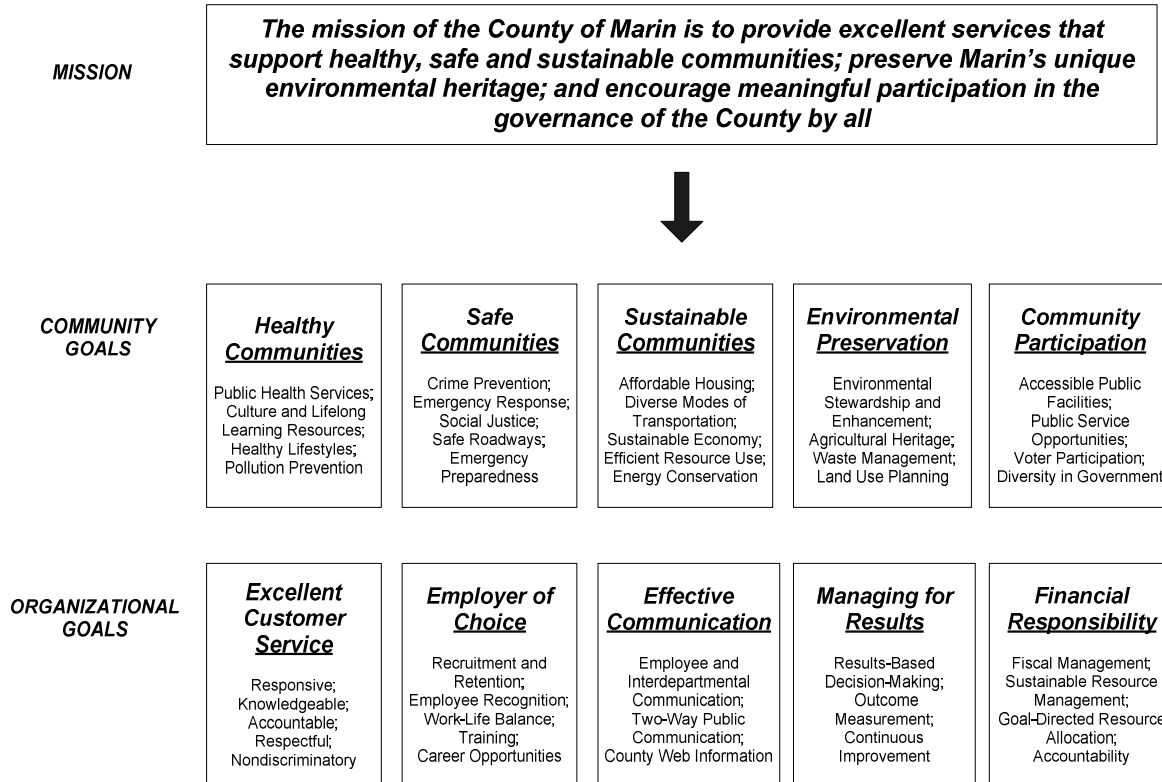 MISSION
The mission of the County of Marin is to provide excellent services that
support healthy, safe and sustainable communities; preserve Marin’s unique
environmental heritage; and encourage meaningful participation in the
governance of the County by all
COMMUNITY
GOALS
Healthy
Communities
Public Health Services;
Culture and Lifelong
Learning Resources;
Healthy Lifestyles;
Pollution Prevention
Safe
Communities
Crime Prevention;
Emergency Response;
Social Justice;
Safe Roadways;
Emergency
Preparedness
Sustainable
Communities
Affordable Housing;
Diverse Modes of
Transportation;
Sustainable Economy;
Efficient Resource Use;
Energy Conservation
Environmental
Preservation
Environmental
Stewardship and
Enhancement;
Agricultural Heritage;
Waste Management;
Land Use Planning
Community
Participation
Accessible Public
Facilities;
Public Service
Opportunities;
Voter Participation;
Diversity in Government
ORGANIZATIONAL
GOALS
Excellent
Customer
Service
Responsive;
Knowledgeable;
Accountable;
Respectful;
Nondiscriminatory
Employer of
Choice
Recruitment and
Retention;
Employee Recognition;
Work-Life Balance;
Training;
Career Opportunities
Effective
Communication
Employee and
Interdepartmental
Communication;
Two-Way Public
Communication;
County Web Information
Managing for
Results
Results-Based
Decision-Making;
Outcome
Measurement;
Continuous
Improvement
Financial
Responsibility
Fiscal Management;
Sustainable Resource
Management;
Goal-Directed Resource
Allocation;
Accountability